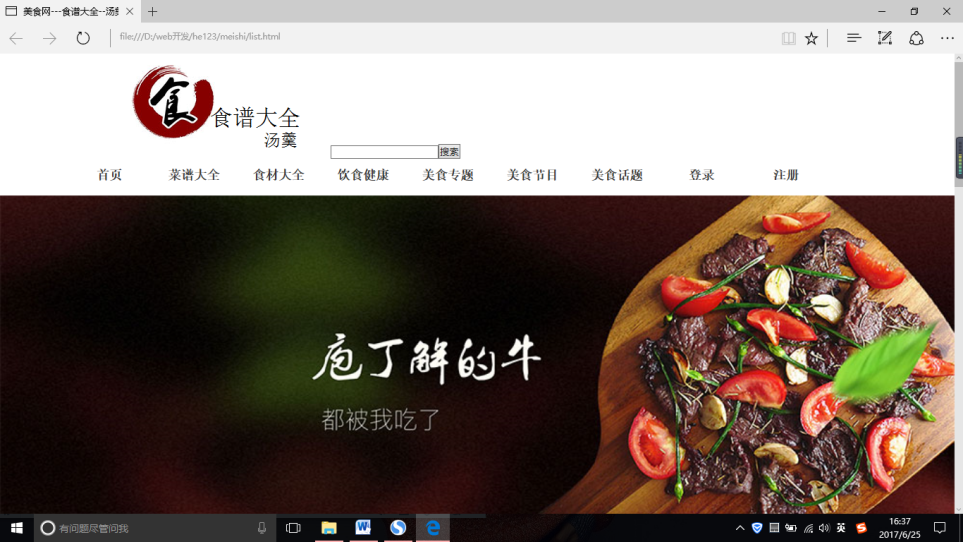 美食网---食谱大全--汤羹
file:///D:/web开发/he123/meishi/list.html
食
食谱大全
汤羹
搜索
首页 菜谱大全 食材大全 饮食健康 美食专题 美食节目 美食话题 登录 注册
庖丁解的牛
都被我吃了
有问题尽管问我
英
16:37
2017/6/25